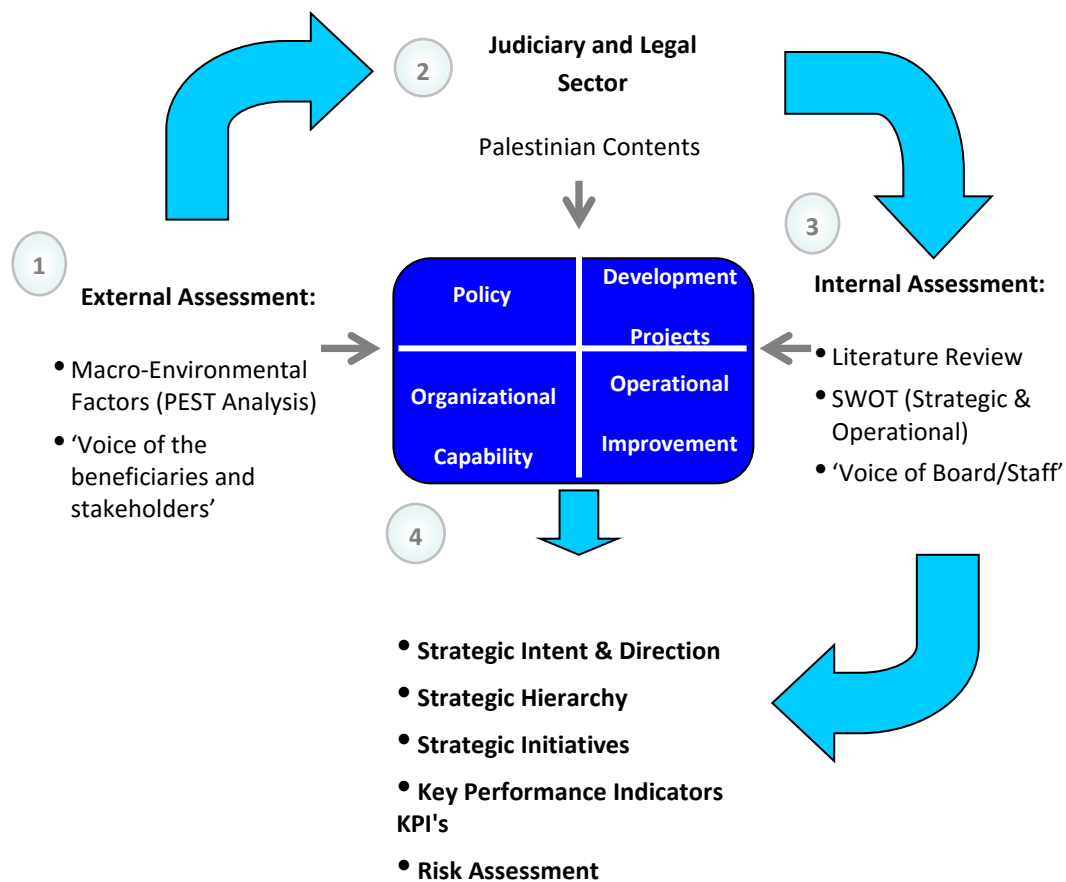 2
Judiciary and Legal
Sector
Palestinian Contents
1
External Assessment:
• Macro-Environmental
Factors (PEST Analysis)
• ‘Voice of the
beneficiaries and
stakeholders’
Policy
Development
Projects
Organizational
Capability
Operational
Improvement
3
Internal Assessment:
• Literature Review
• SWOT (Strategic &
Operational)
• ‘Voice of Board/Staff’
4
• Strategic Intent & Direction
• Strategic Hierarchy
• Strategic Initiatives
• Key Performance Indicators
KPI's
• Risk Assessment